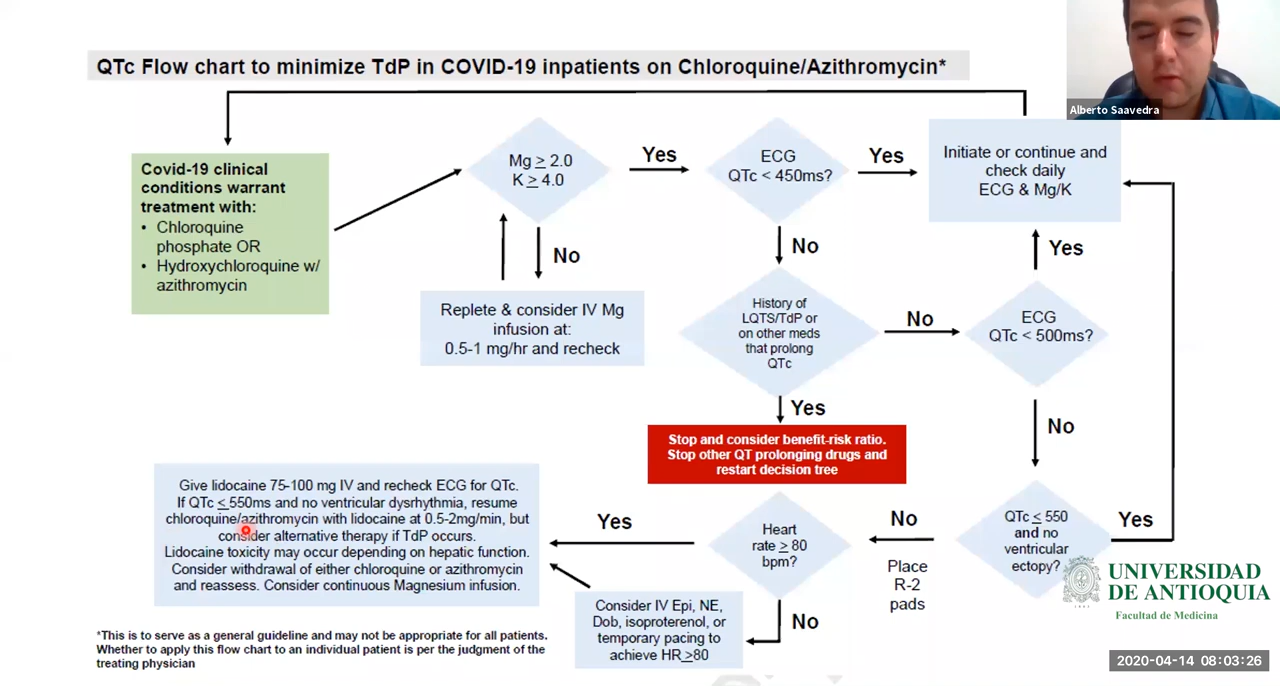 QTc Flow chart to minimize TdP in COVID-19 inpatients on Chloroquine/Azithromycin*
Alberto Saavedra
Covid-19 clinical
conditions warrant
treatment with:
• Chloroquine
phosphate OR
• Hydroxychloroquine w/
azithromycin
Mg ≥ 2.0
K ≥ 4.0
Yes
ECG
QTc < 450ms?
Yes
Initiate or continue and
check daily
ECG & Mg/K
No
Replete & consider IV Mg
infusion at:
0.5-1 mg/hr and recheck
No
History of
LQTS/TdP or
on other meds
that prolong
QTc
No
ECG
QTc < 500ms?
Yes
Yes
Stop and consider benefit-risk ratio.
Stop other QT prolonging drugs and
restart decision tree
No
QTc ≤ 550
and no
ventricular
ectopy?
Yes
No
Place
R-2
pads
Heart
rate ≥ 80
bpm?
Yes
Give lidocaine 75-100 mg IV and recheck ECG for QTc.
If QTc ≤ 550ms and no ventricular dysrhythmia, resume
chloroquine/azithromycin with lidocaine at 0.5-2mg/min, but
consider alternative therapy if TdP occurs.
Lidocaine toxicity may occur depending on hepatic function.
Consider withdrawal of either chloroquine or azithromycin
and reassess. Consider continuous Magnesium infusion.
No
Consider IV Epi, NE,
Dob, isoproterenol, or
temporary pacing to
achieve HR ≥80
*This is to serve as a general guideline and may not be appropriate for all patients.
Whether to apply this flow chart to an individual patient is per the judgment of the
treating physician
UNIVERSIDAD
DE ANTIOQUIA
Facultad de Medicina
2020-04-14 08:03:26